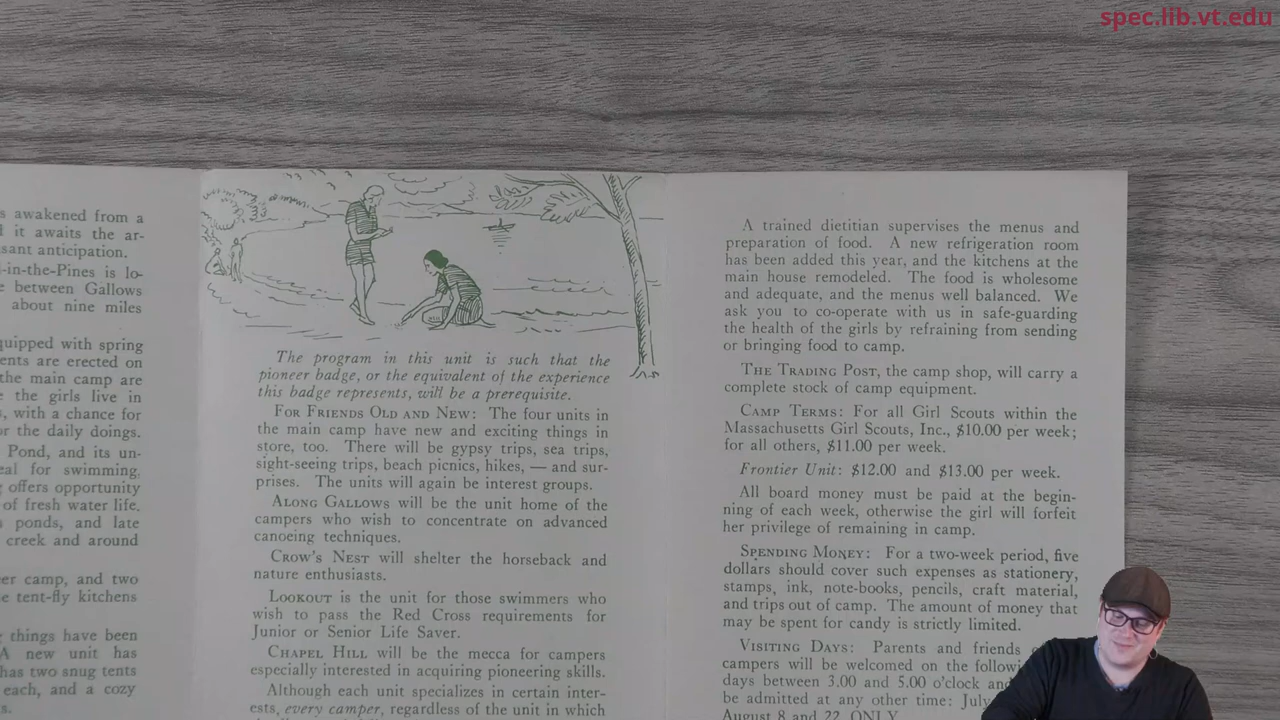 spec.lib.vt.edu
s awakened from a
d it awaits the ar-
sant anticipation.
-in-the-Pines is lo-
e between Gallows
about nine miles
quipped with spring
ents are erected on
the main camp are
e the girls live in
, with a chance for
or the daily doings.
Pond, and its un-
eal for swimming.
g offers opportunity
of fresh water life.
ponds, and late
creek and around
er camp, and two
e tent-fly kitchens
things have been
A new unit has
has two snug tents
each, and a cozy
s.
The program in this unit is such that the
pioneer badge, or the equivalent of the experience
this badge represents, will be a prerequisite.
For Friends Old and New: The four units in
the main camp have new and exciting things in
store, too. There will be gypsy trips, sea trips,
sight-seeing trips, beach picnics, hikes, — and sur-
prises. The units will again be interest groups.
Along Gallows will be the unit home of the
campers who wish to concentrate on advanced
canoeing techniques.
Crow's Nest will shelter the horseback and
nature enthusiasts.
Lookout is the unit for those swimmers who
wish to pass the Red Cross requirements for
Junior or Senior Life Saver.
Chapel Hill will be the mecca for campers
especially interested in acquiring pioneering skills.
Although each unit specializes in certain inter-
ests, every camper, regardless of the unit in which
A trained dietitian supervises the menus and
preparation of food. A new refrigeration room
has been added this year, and the kitchens at the
main house remodeled. The food is wholesome
and adequate, and the menus well balanced. We
ask you to co-operate with us in safe-guarding
the health of the girls by refraining from sending
or bringing food to camp.
The Trading Post, the camp shop, will carry a
complete stock of camp equipment.
Camp Terms: For all Girl Scouts within the
Massachusetts Girl Scouts, Inc., $10.00 per week;
for all others, $11.00 per week.
Frontier Unit: $12.00 and $13.00 per week.
All board money must be paid at the begin-
ning of each week, otherwise the girl will forfeit
her privilege of remaining in camp.
Spending Money: For a two-week period, five
dollars should cover such expenses as stationery,
stamps, ink, note-books, pencils, craft material,
and trips out of camp. The amount of money that
may be spent for candy is strictly limited.
Visiting Days: Parents and friends
campers will be welcomed on the followi
days between 3.00 and 5.00 o'clock and
be admitted at any other time: July
August 8 and 22 ONLY